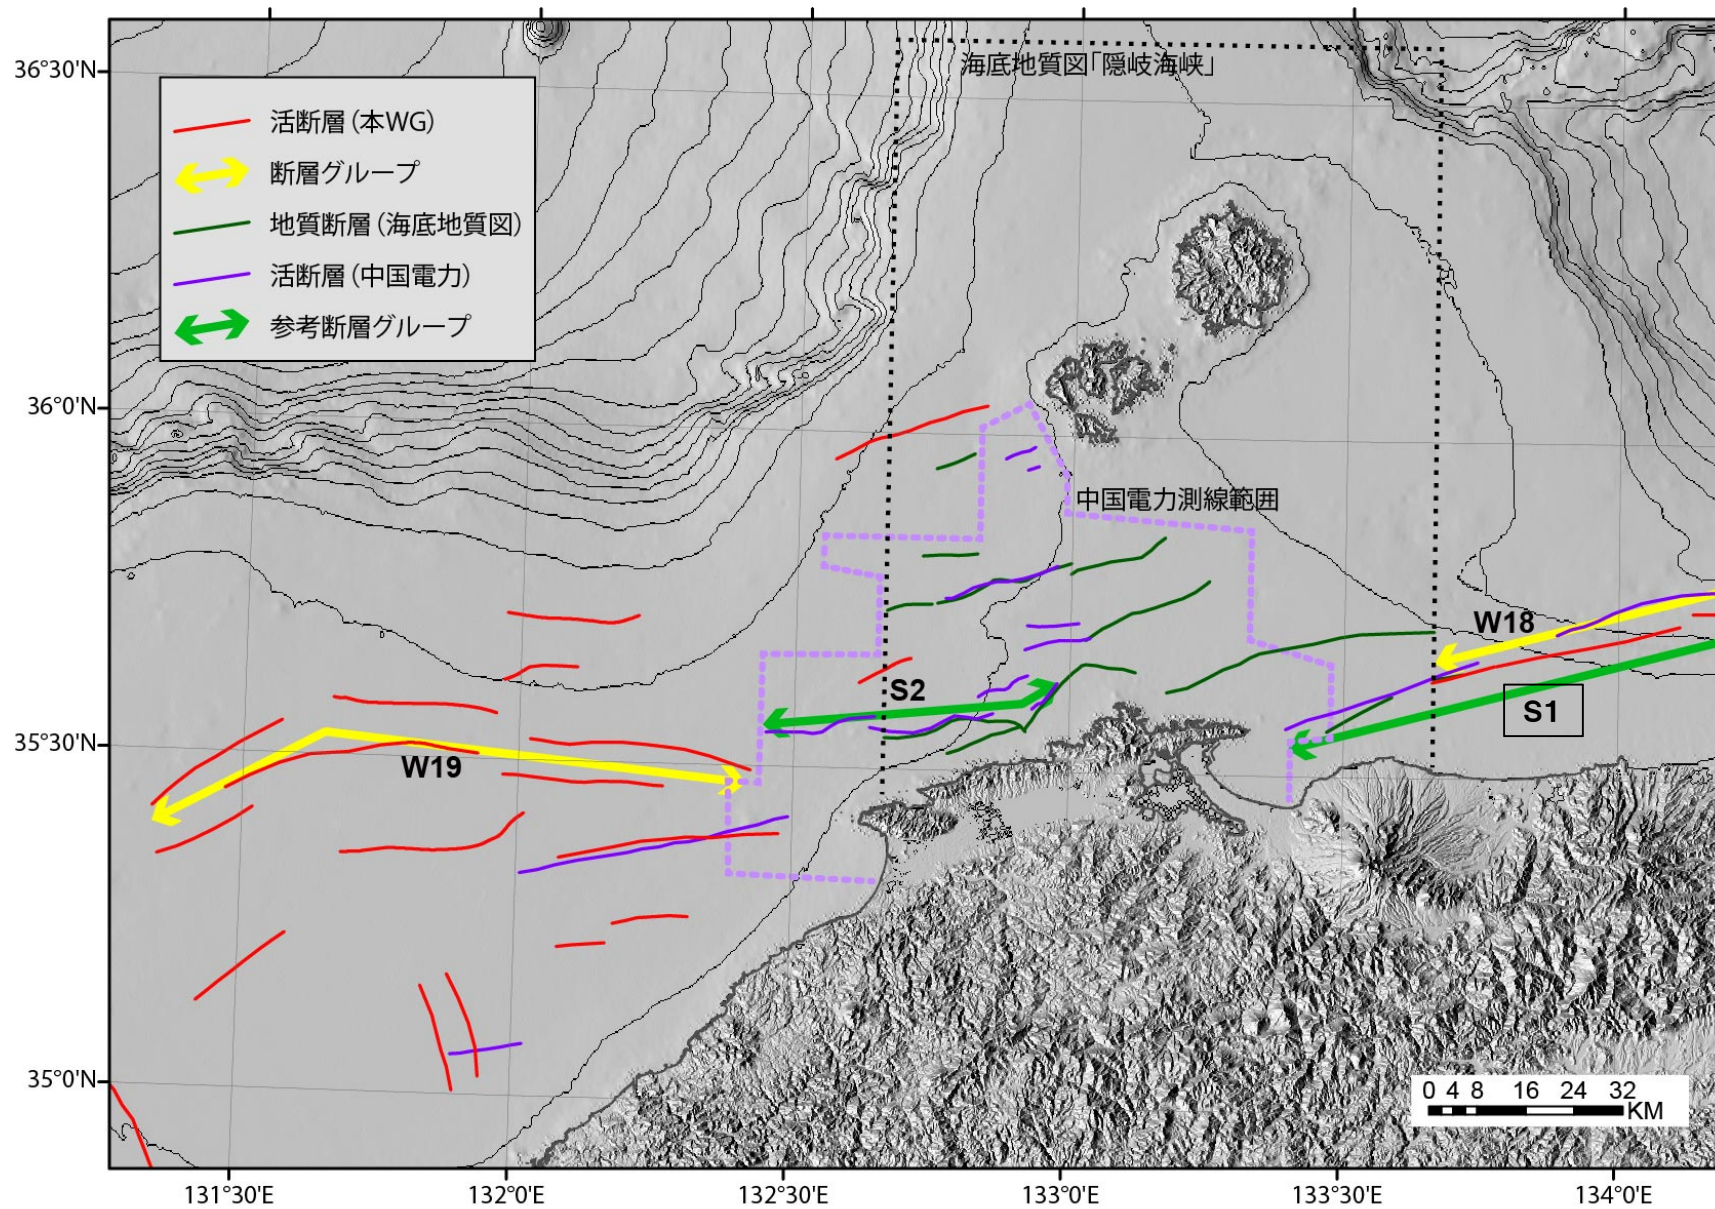 海底地質図「隠岐海峡」
36°30'N
活断層（本WG）
断層グループ
地質断層（海底地質図）
活断層（中国電力）
参考断層グループ
36°0'N
中国電力測線範囲
W18
S2
S1
35°30'N
W19
35°0'N
0 4 8 16 24 32
KM
131°30'E 132°0'E 132°30'E 133°0'E 133°30'E 134°0'E